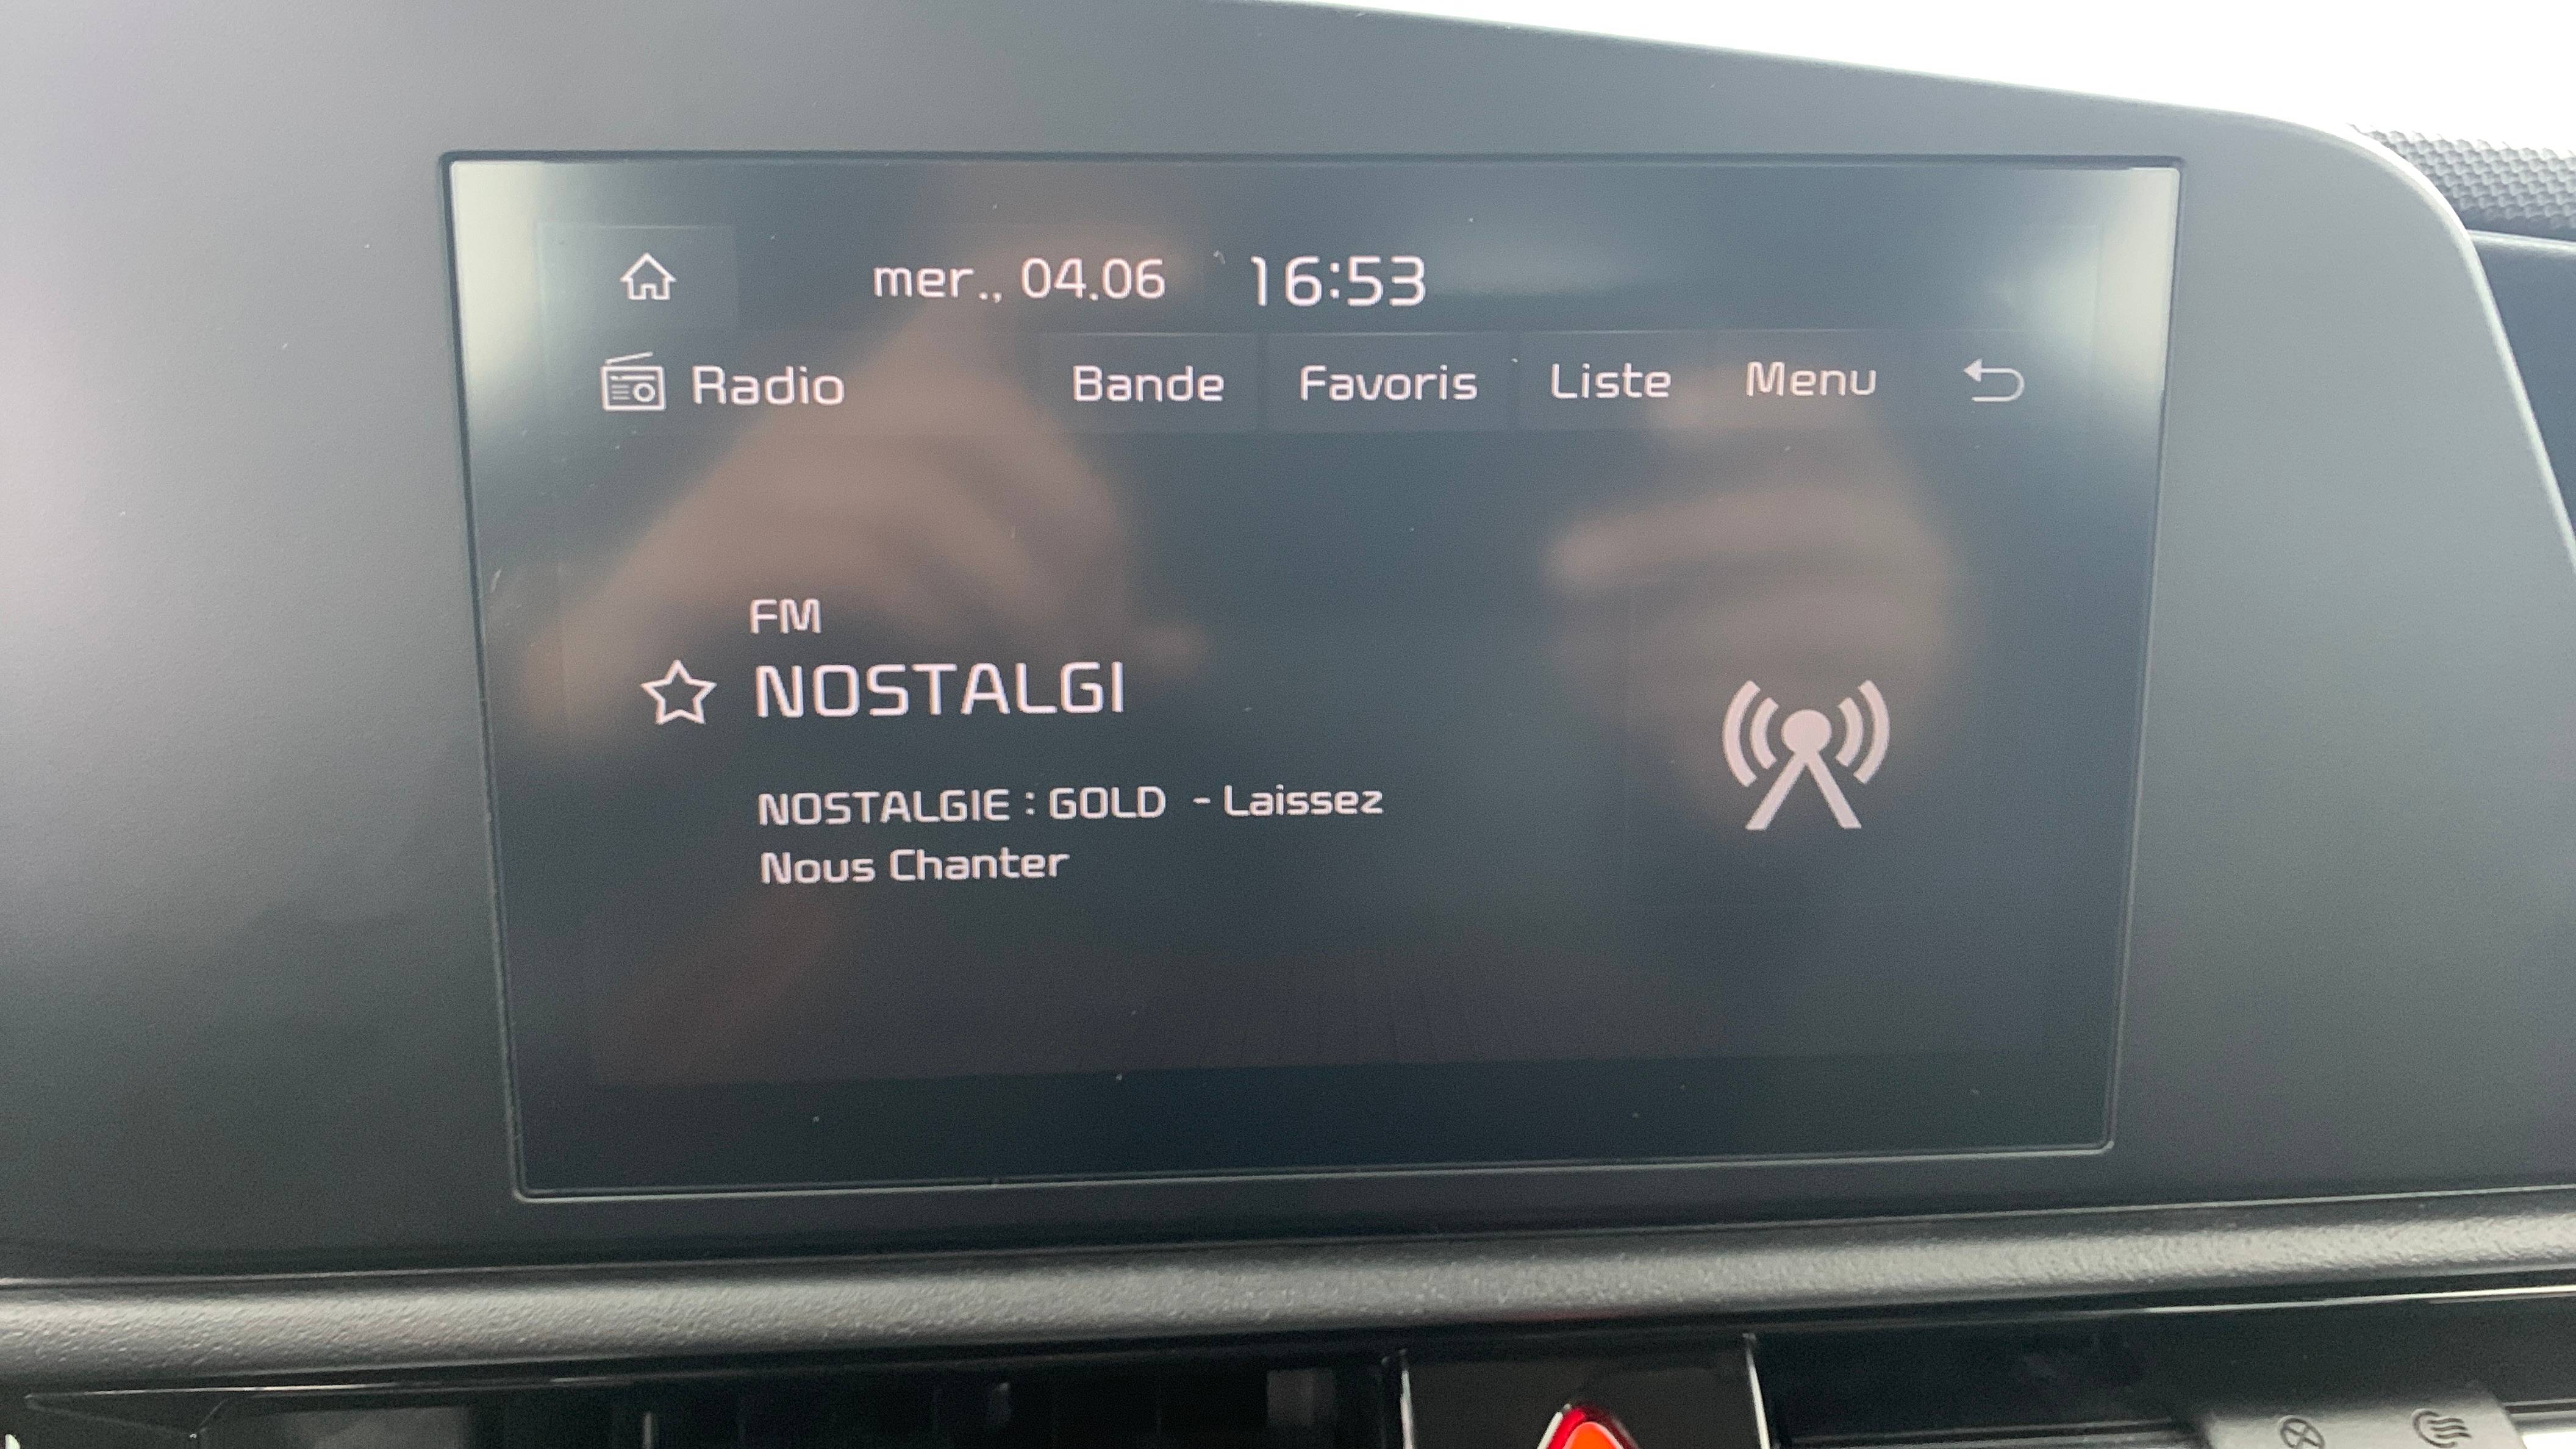 mer., 04.06 16:53
Radio Bande Favoris Liste Menu
FM
NOSTALGI
NOSTALGIE : GOLD - Laissez
Nous Chanter